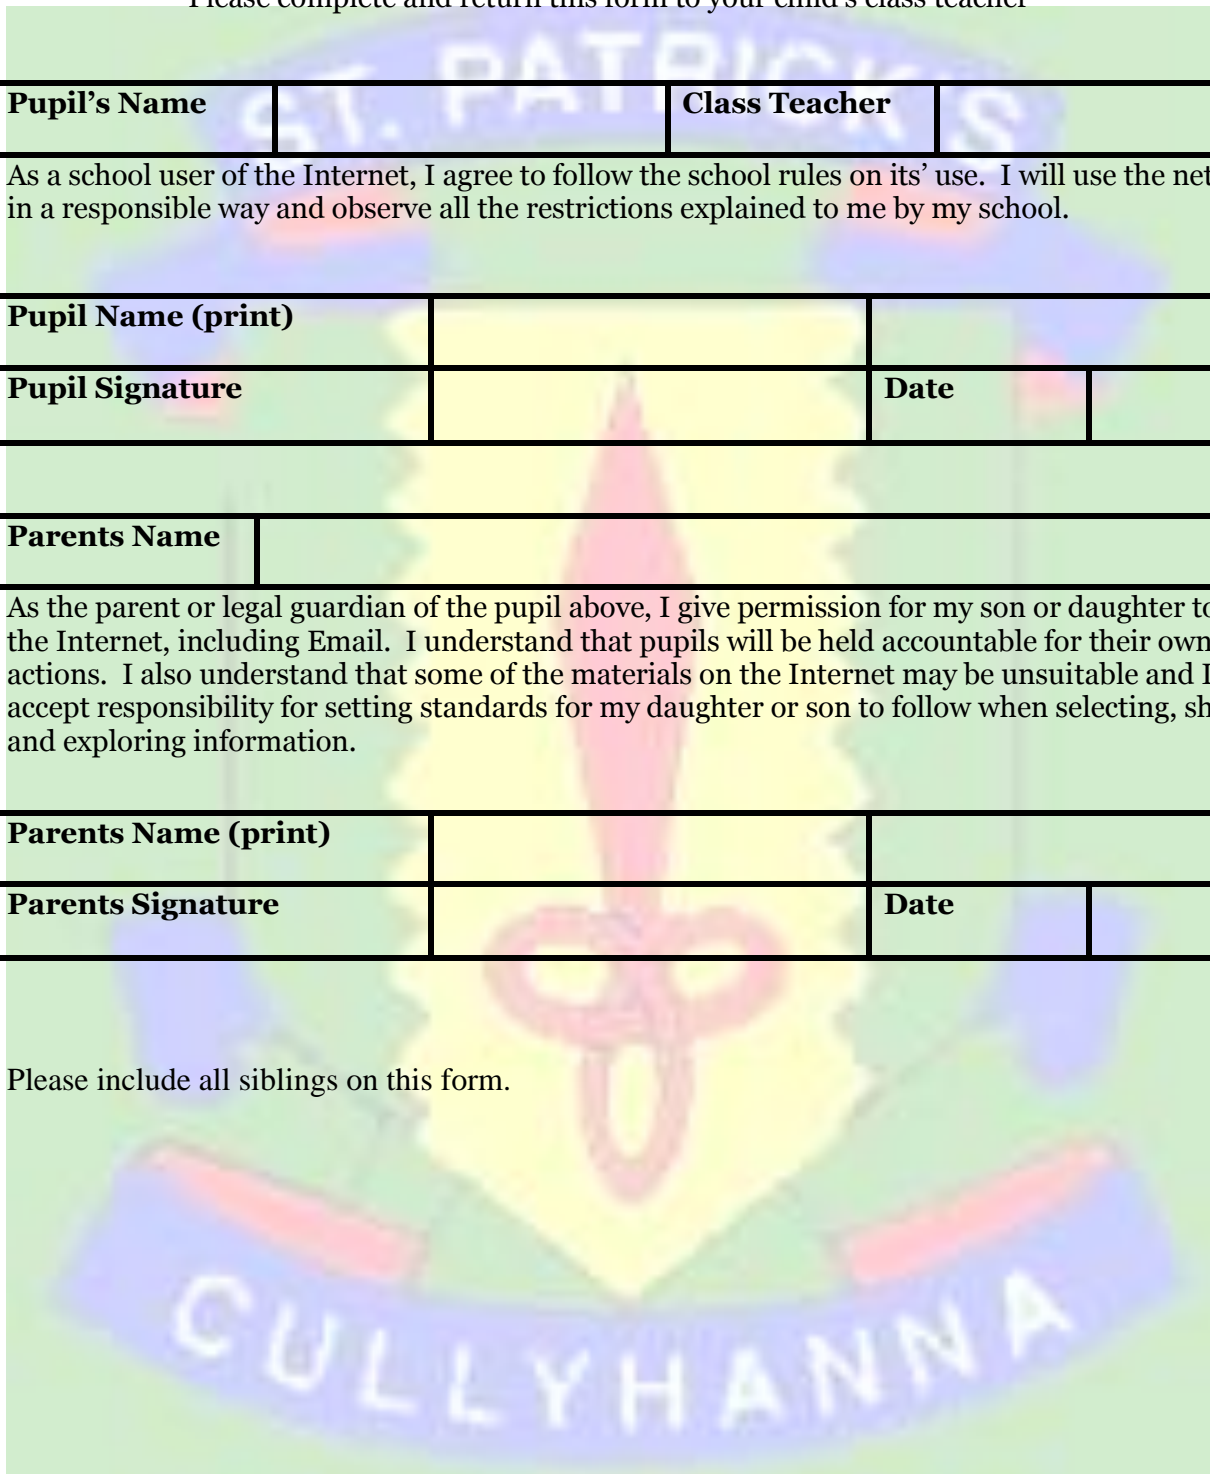 Please complete and return this form to your child's class teacher
ST. PATRICK'S
Pupil’s Name Class Teacher
As a school user of the Internet, I agree to follow the school rules on its’ use.  I will use the net
in a responsible way and observe all the restrictions explained to me by my school.
Pupil Name (print)
Pupil Signature Date
Parents Name
As the parent or legal guardian of the pupil above, I give permission for my son or daughter to
the Internet, including Email.  I understand that pupils will be held accountable for their own
actions.  I also understand that some of the materials on the Internet may be unsuitable and I
accept responsibility for setting standards for my daughter or son to follow when selecting, sh
and exploring information.
Parents Name (print)
Parents Signature Date
Please include all siblings on this form.
CULLYHANNA